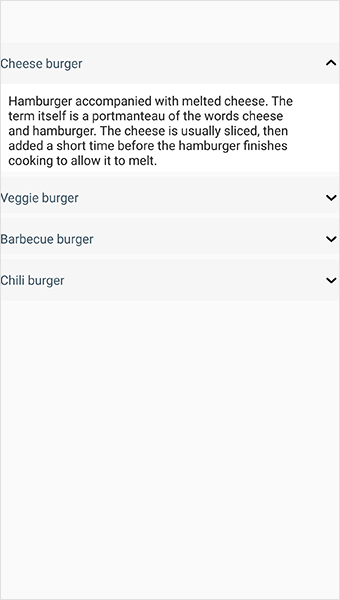 Cheese burger
Hamburger accompanied with melted cheese. The
term itself is a portmanteau of the words cheese
and hamburger. The cheese is usually sliced, then
added a short time before the hamburger finishes
cooking to allow it to melt.
Veggie burger
Barbecue burger
Chili burger